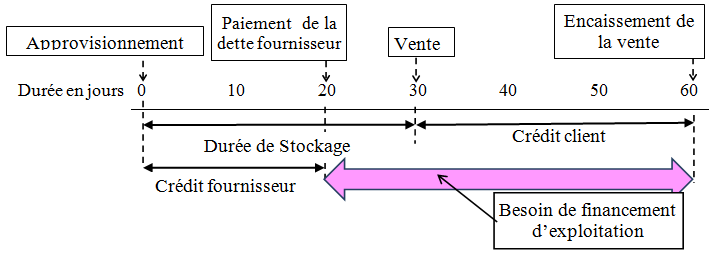 Approvisionnement
Paiement de la
dette fournisseur
Vente
Encaissement de
la vente
Durée en jours 0 10 20 30 40 50 60
Durée de Stockage
Crédit client
Crédit fournisseur
Besoin de financement
d'exploitation